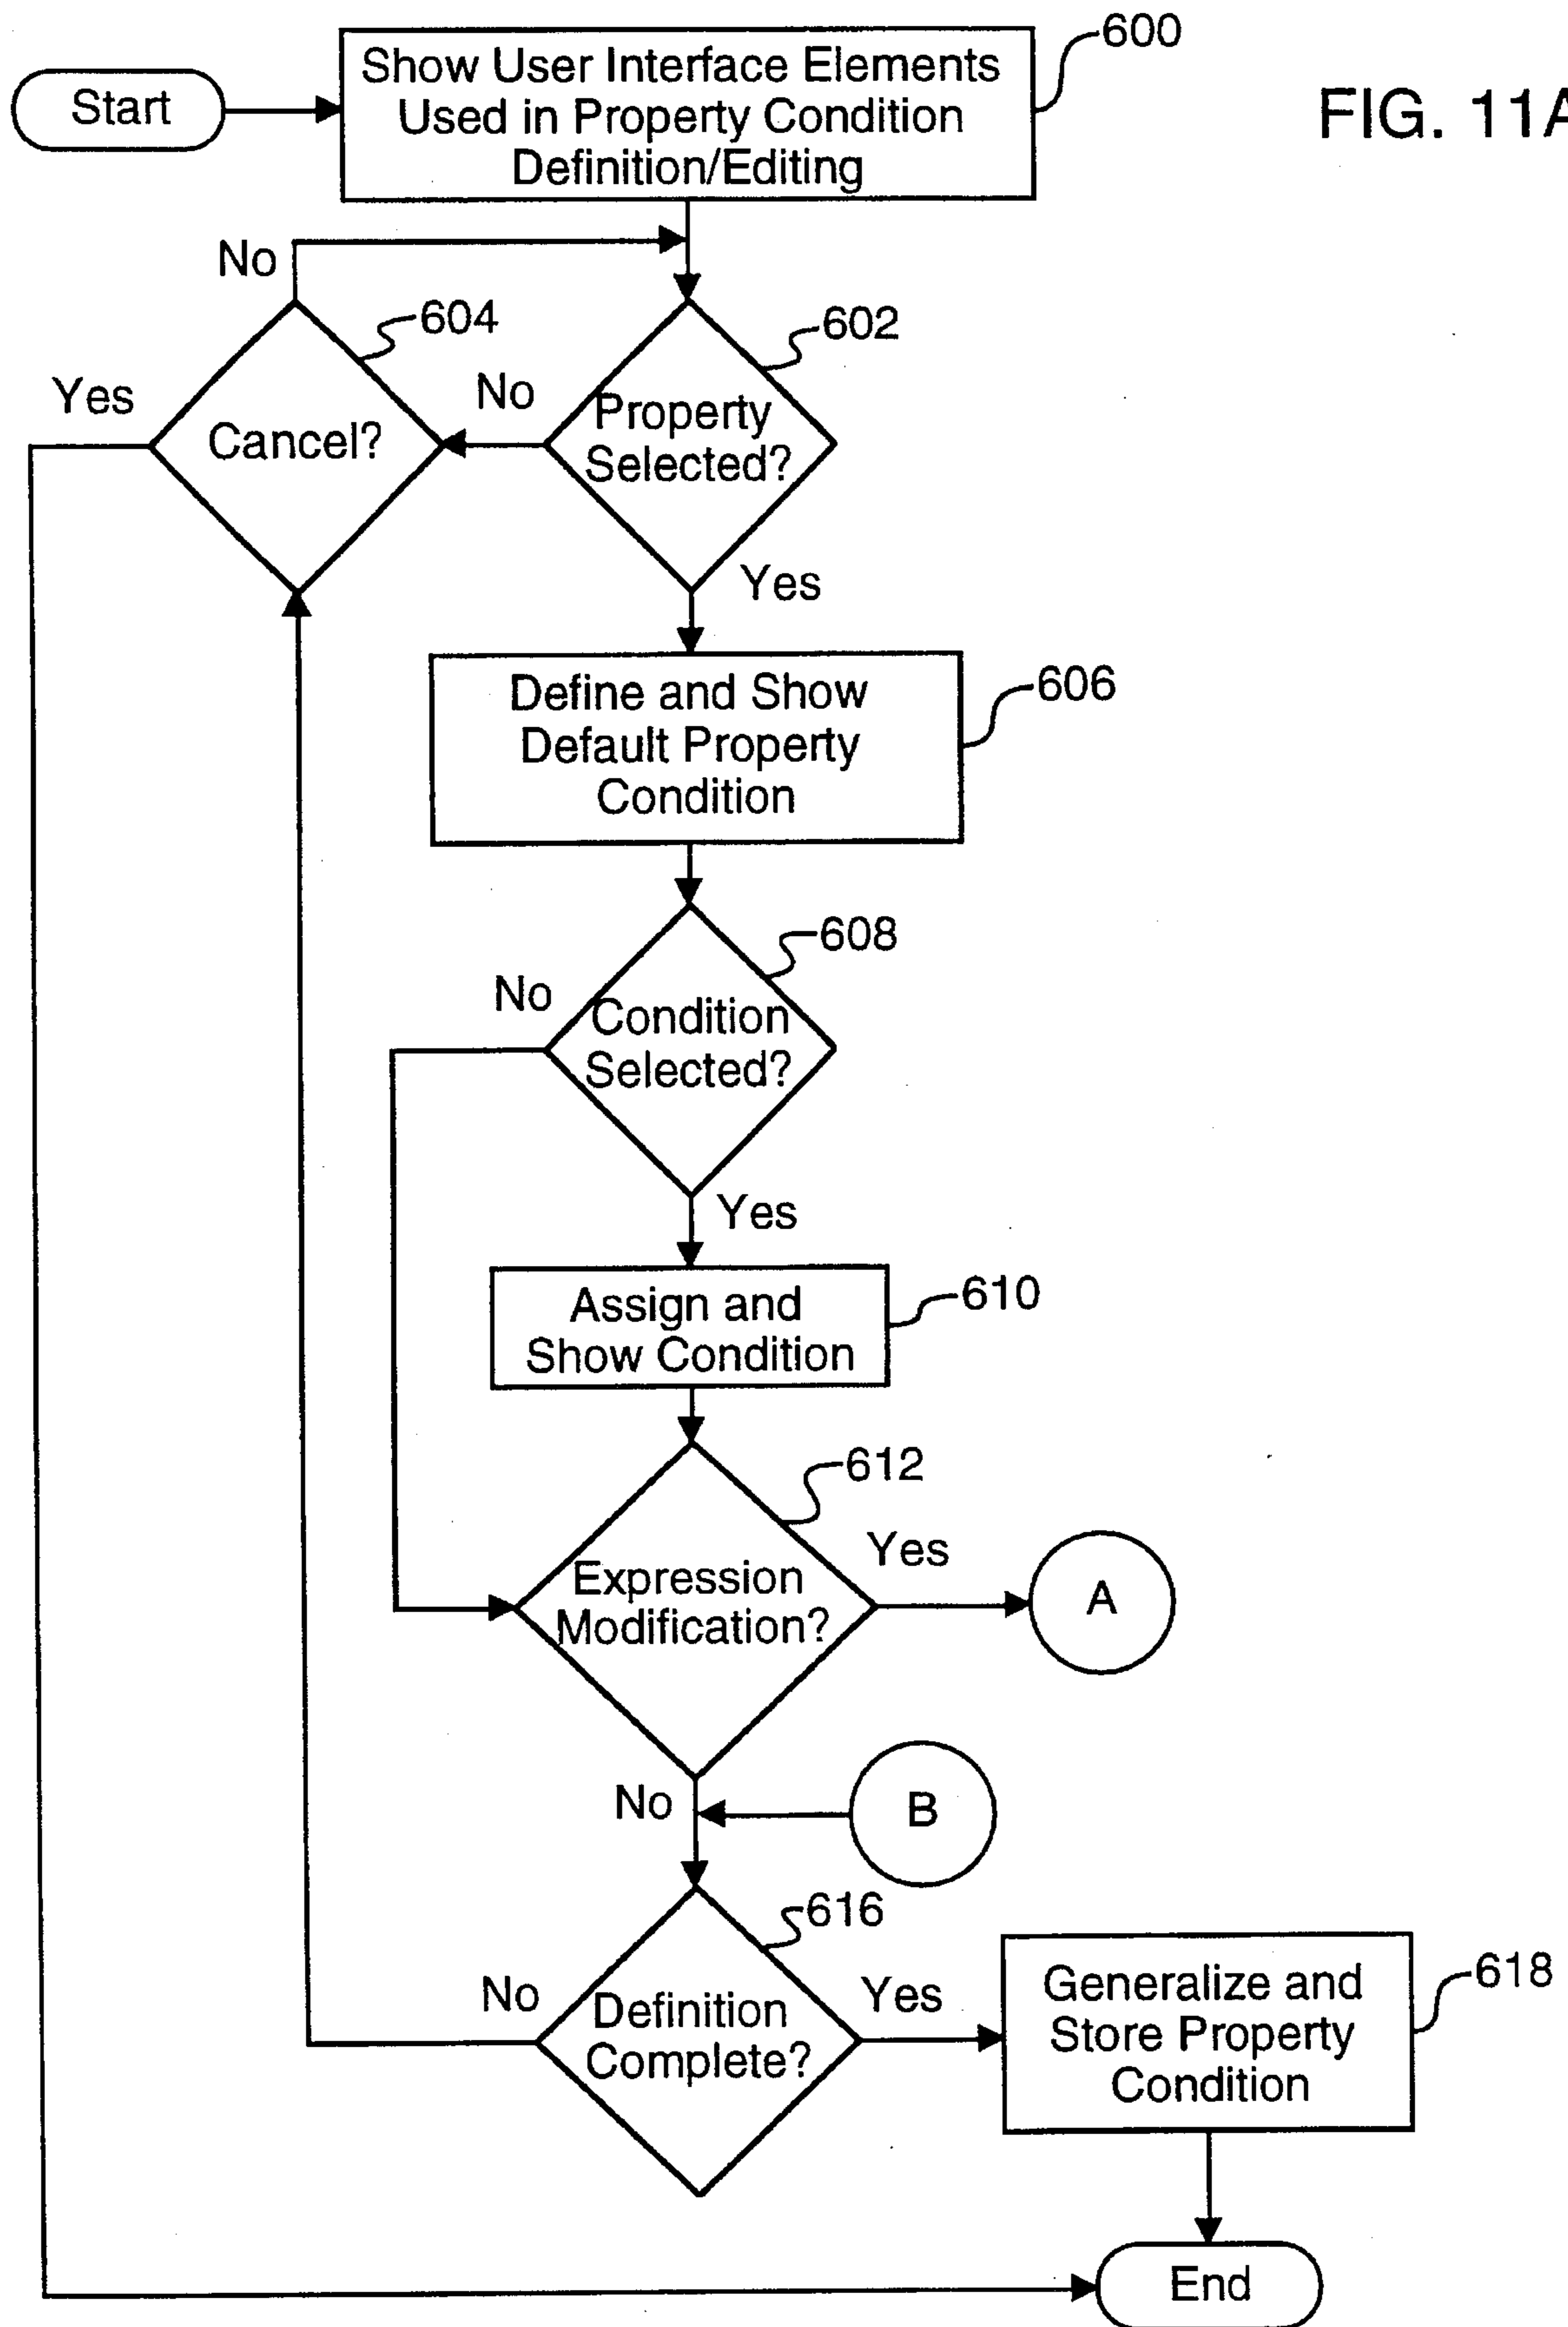 600
Show User Interface Elements
Used in Property Condition
Definition/Editing
Start
FIG. 11A
No
604
602
Yes
No
Cancel?
Property
Selected?
Yes
Define and Show
Default Property
Condition
606
608
No
Condition
Selected?
Yes
Assign and
Show Condition
610
612
Yes
Expression
Modification?
A
No
B
616
No
Definition
Complete?
Yes
Generalize and
Store Property
Condition
618
End